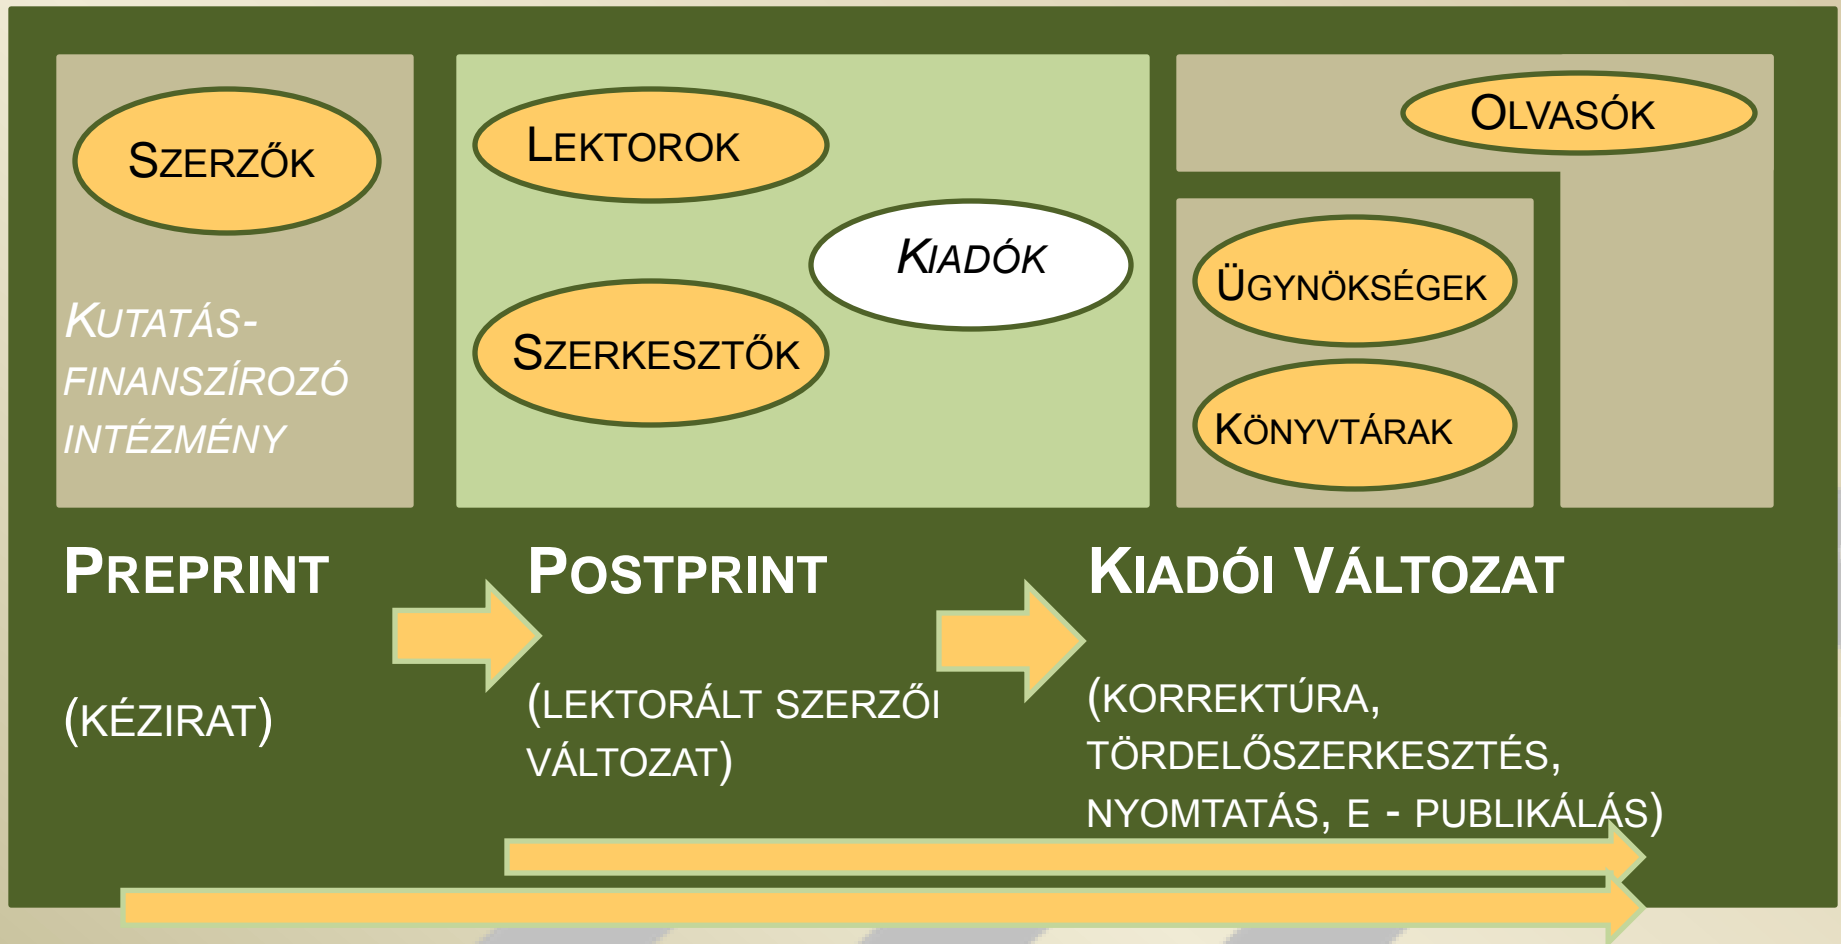 SZERZŐK
KUTATÁS-
FINANSZÍROZÓ
INTÉZMÉNY
LEKTOROK
KIADÓK
SZERKESZTŐK
OLVASÓK
ÜGYNÖKSÉGEK
KÖNYVTÁRAK
PREPRINT
(KÉZIRAT)
POSTPRINT
(LEKTORÁLT SZERZŐI
VÁLTOZAT)
KIADÓI VÁLTOZAT
(KORREKTÚRA,
TÖRDELŐSZERKESZTÉS,
NYOMTATÁS, E - PUBLIKÁLÁS)